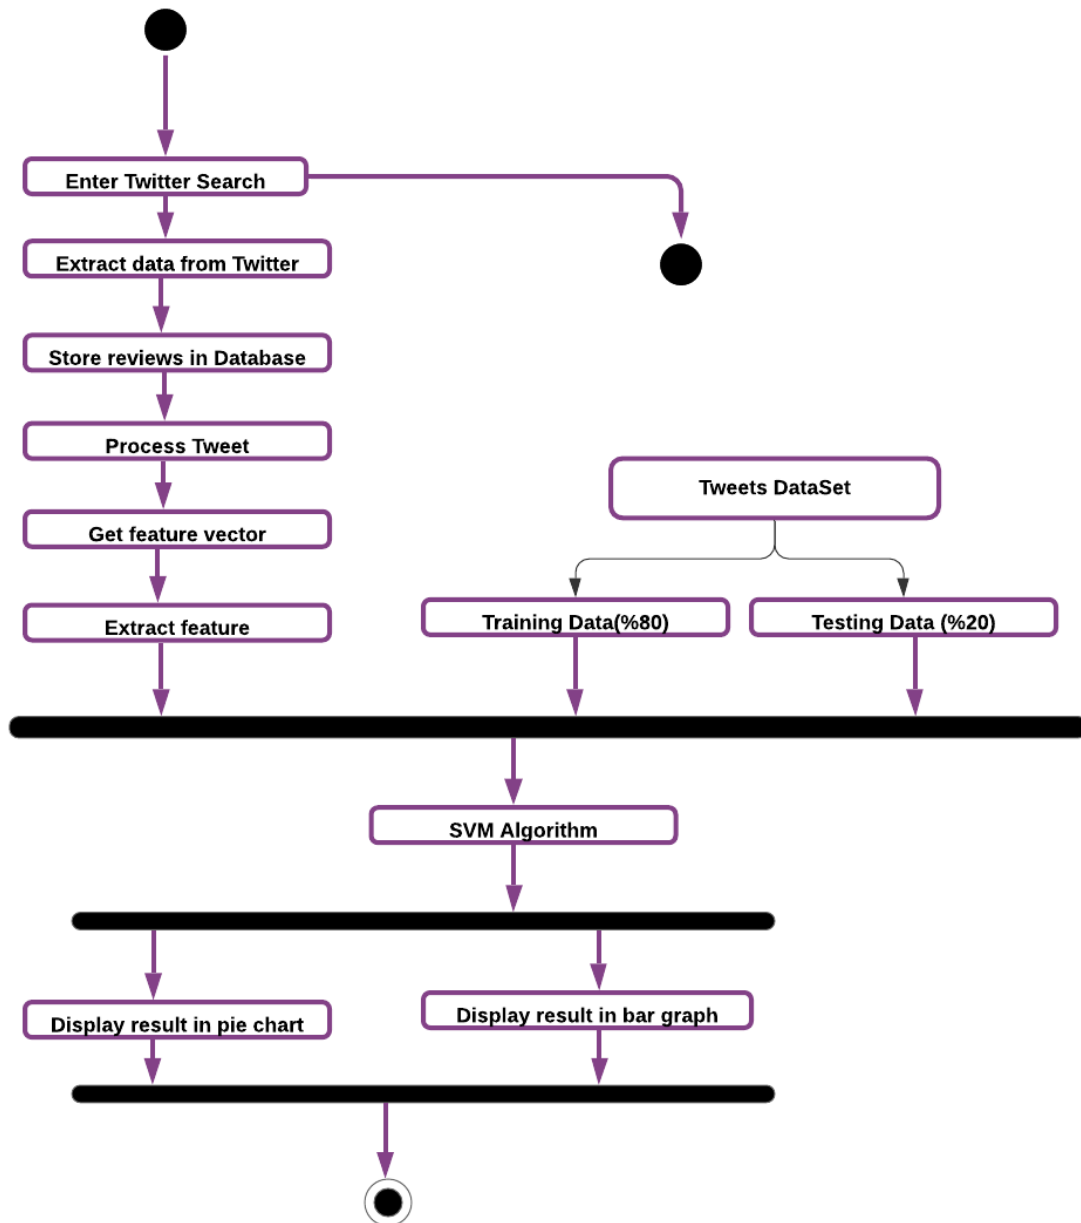 Enter Twitter Search
Extract data from Twitter
Store reviews in Database
Process Tweet
Get feature vector
Extract feature
Tweets DataSet
Training Data(%80)
Testing Data (%20)
SVM Algorithm
Display result in pie chart
Display result in bar graph